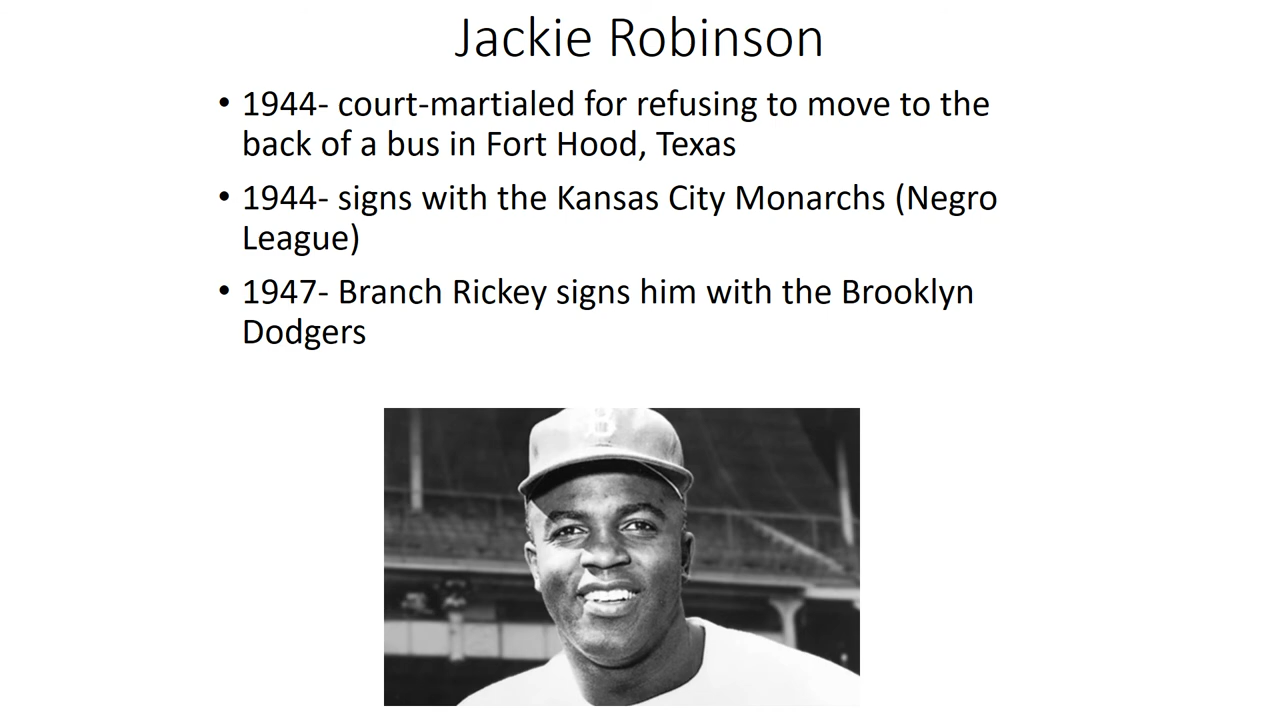 Jackie Robinson
• 1944- court-martialed for refusing to move to the
back of a bus in Fort Hood, Texas
• 1944- signs with the Kansas City Monarchs (Negro
League)
• 1947- Branch Rickey signs him with the Brooklyn
Dodgers
B